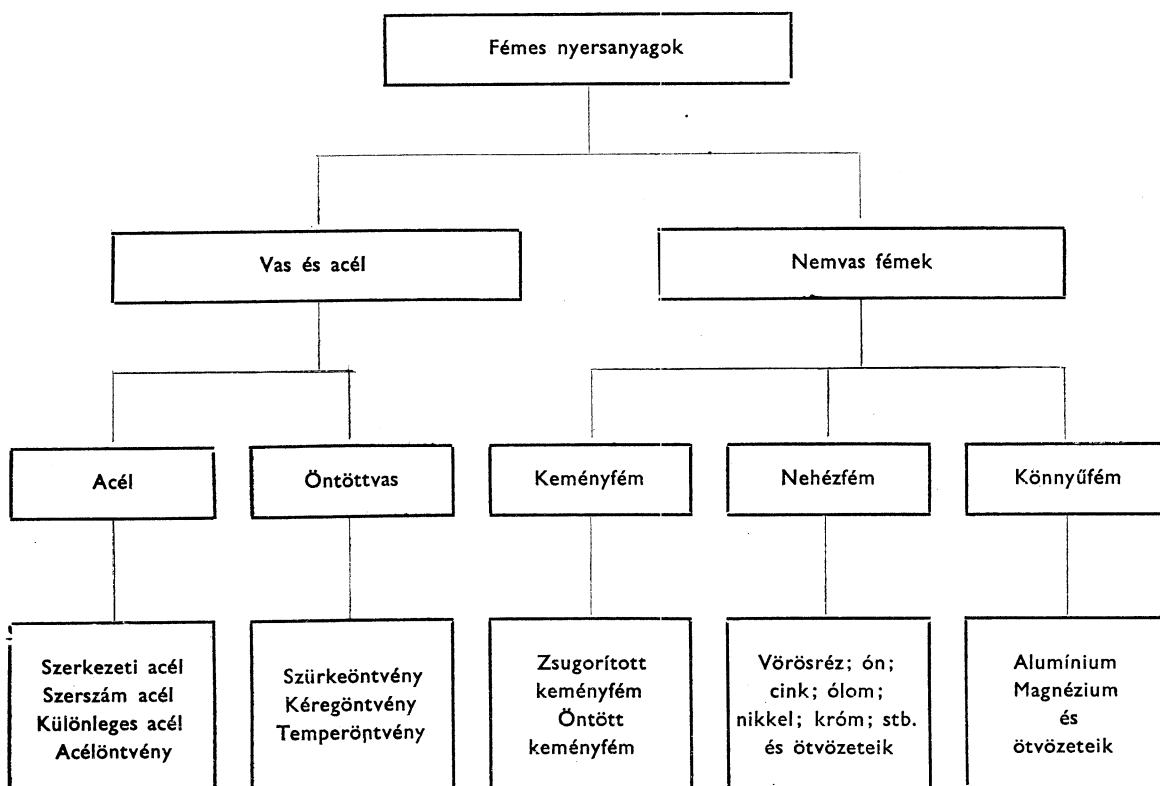 Fémes nyersanyagok
Vas és acél
Nemvas fémek
Acél
Öntöttvas
Keményfém
Nehézfém
Könnyűfém
Szerkezeti acél
Szerszám acél
Különleges acél
Acélöntvény
Szürkeöntvény
Kéregöntvény
Temperöntvény
Zsugorított
keményfém
Öntött
keményfém
Vörösréz; ón;
cink; ólom;
nikkel; króm; stb.
és ötvözeteik
Alumínium
Magnézium
és
ötvözeteik